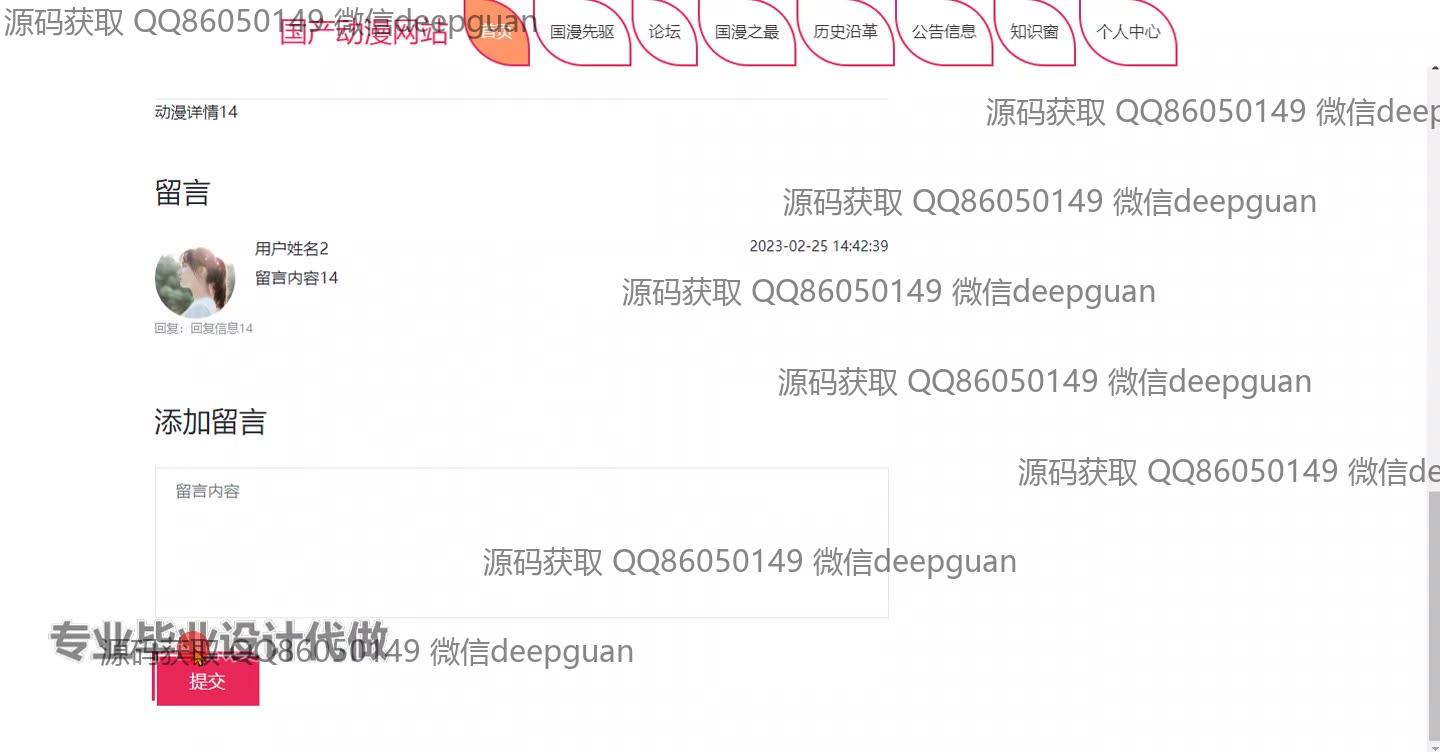 源码获取 QQ86050149 微信deepguan
国产动漫网站
首页
国漫先驱
论坛
国漫之最
历史沿革
公告信息
知识窗
个人中心
动漫详情14
源码获取 QQ86050149 微信deep
留言
源码获取 QQ86050149 微信deepguan
用户姓名2
2023-02-25 14:42:39
留言内容14
源码获取 QQ86050149 微信deepguan
回复：回复信息14
源码获取 QQ86050149 微信deepguan
添加留言
源码获取 QQ86050149 微信de
留言内容
源码获取 QQ86050149 微信deepguan
专业毕业设计代做
源码获取 QQ86050149 微信deepguan
提交